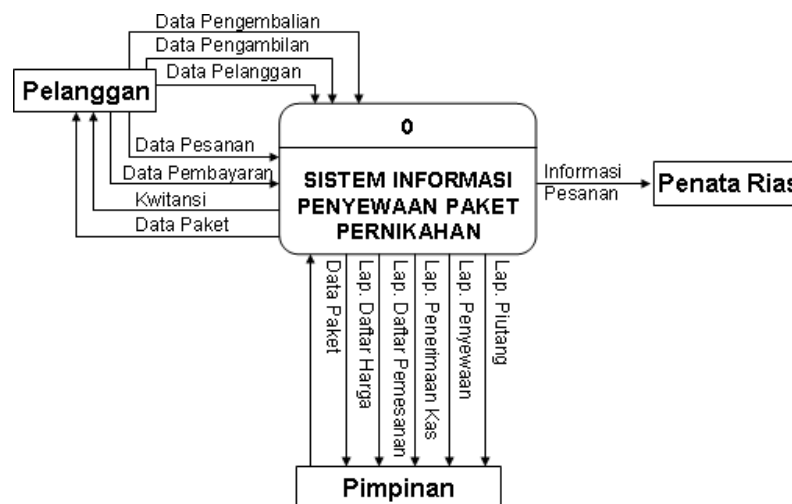 Data Pengembalian
Data Pengambilan
Data Pelanggan
Pelanggan
0
Data Pesanan
Data Pembayaran
Kwitansi
Data Paket
SISTEM INFORMASI
PENYEWAAN PAKET
PERNIKAHAN
Informasi
Pesanan
Penata Rias
Data Paket
Lap. Daftar Harga
Lap. Daftar Pemesanan
Lap. Penerimaan Kas
Lap. Penyewaan
Lap. Piutang
Pimpinan